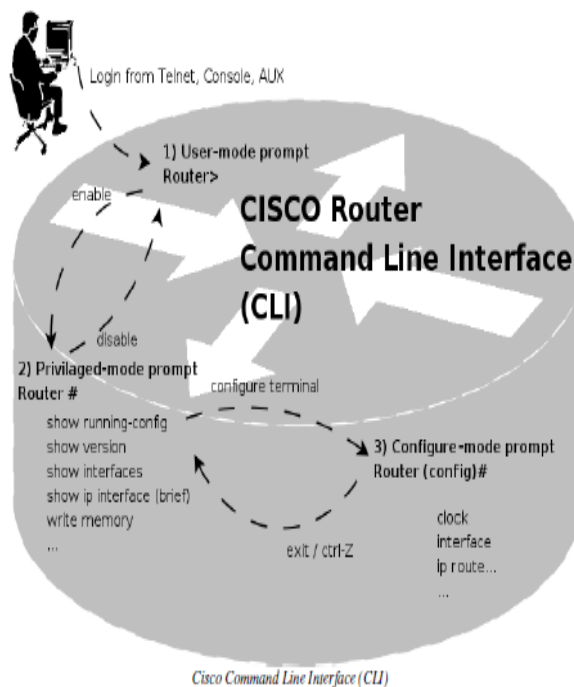 Login from Telnet, Console, AUX
1) User-mode prompt
Router>
enable
CISCO Router
Command Line Interface
(CLI)
disable
2) Privilaged-mode prompt
Router #
configure terminal
show running-config
show version
show interfaces
show ip interface (brief)
write memory
...
3) Configure-mode prompt
Router (config)#
exit / ctrl-Z
clock
interface
ip route...
...
Cisco Command Line Interface (CLI)